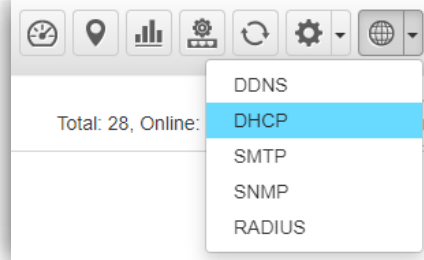 DDNS
Total: 28, Online:
DHCP
SMTP
SNMP
RADIUS